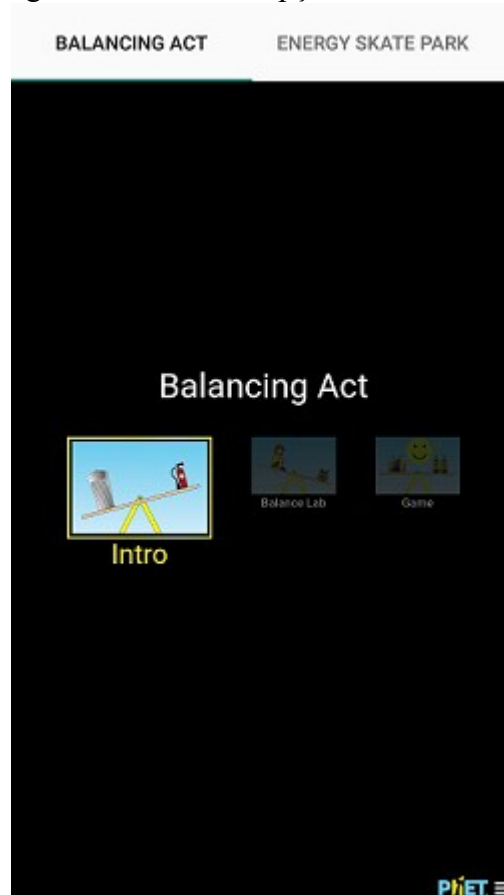 BALANCING ACT ENERGY SKATE PARK
Balancing Act
Intro Balance Lab Game
PhET